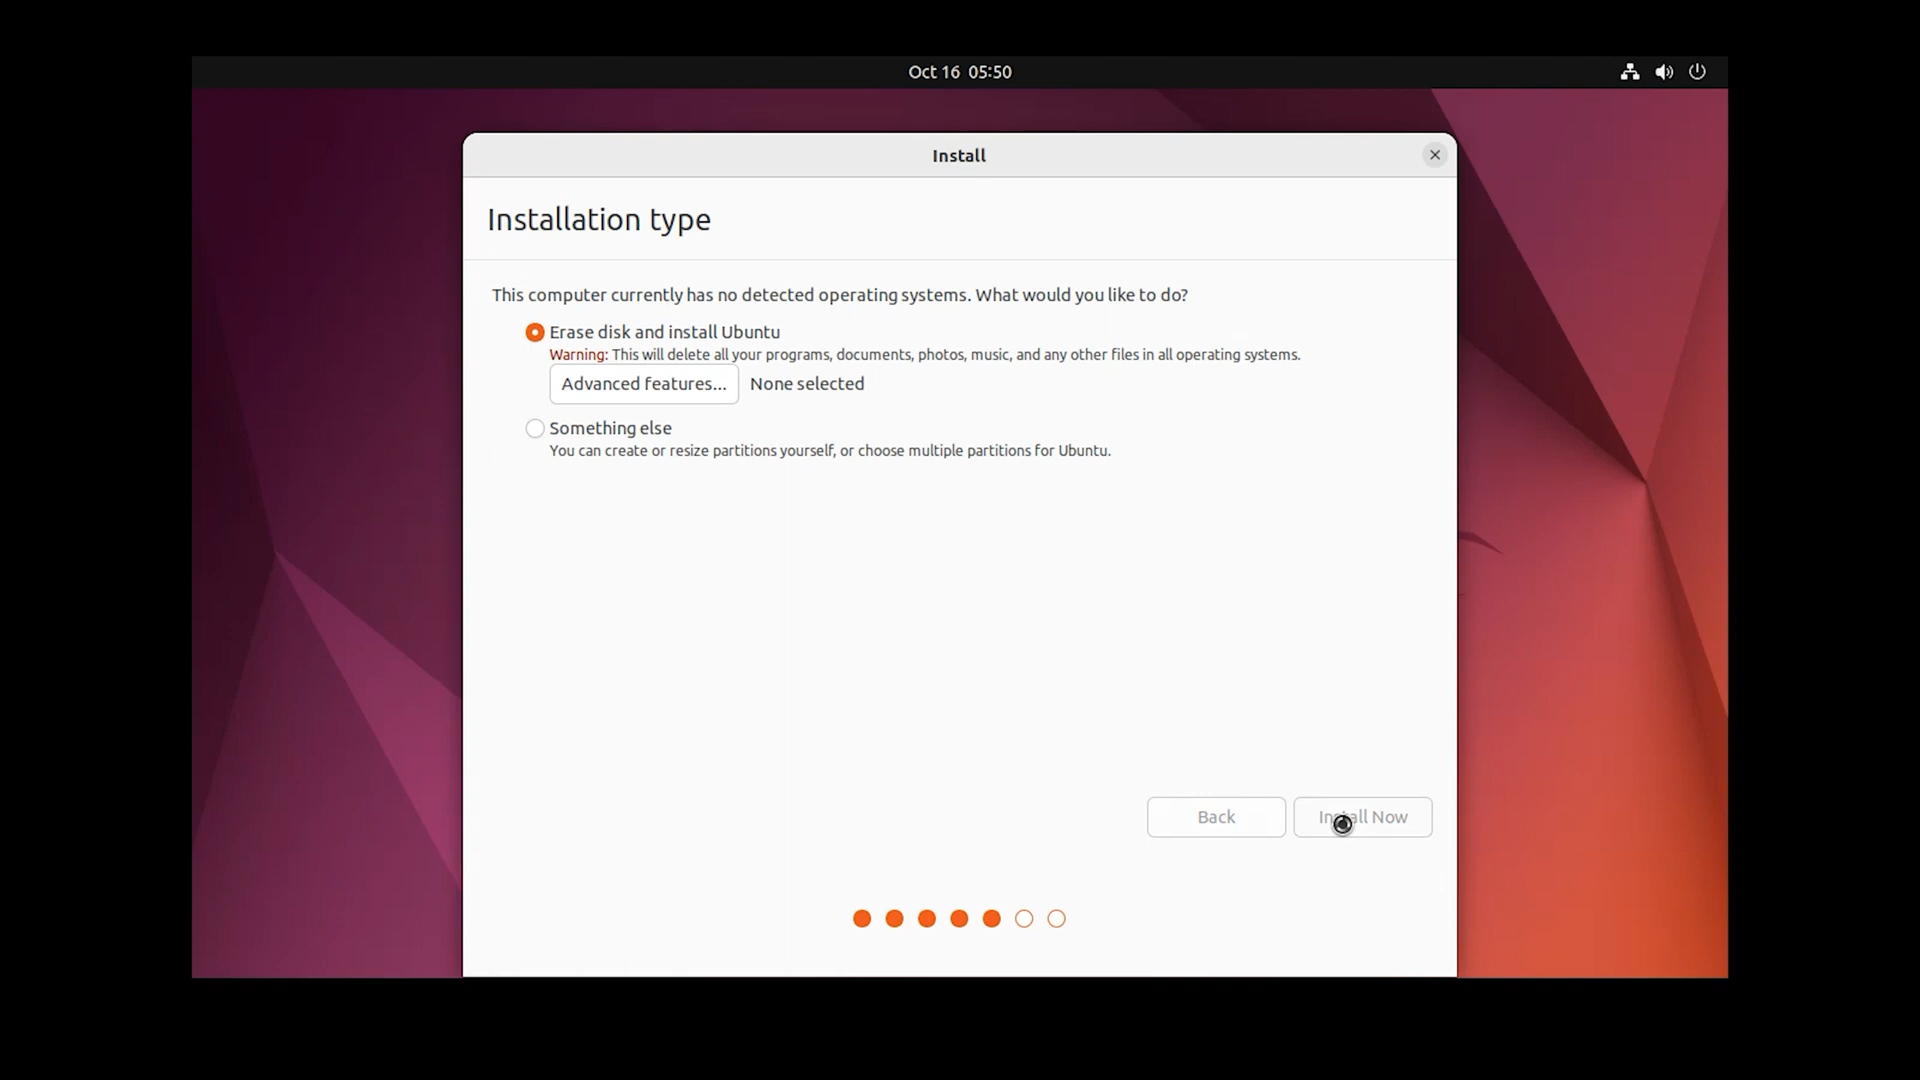 Oct 16 05:50
Install
Installation type
This computer currently has no detected operating systems. What would you like to do?
Erase disk and install Ubuntu
Warning: This will delete all your programs, documents, photos, music, and any other files in all operating systems.
Advanced features... None selected
Something else
You can create or resize partitions yourself, or choose multiple partitions for Ubuntu.
Back Install Now